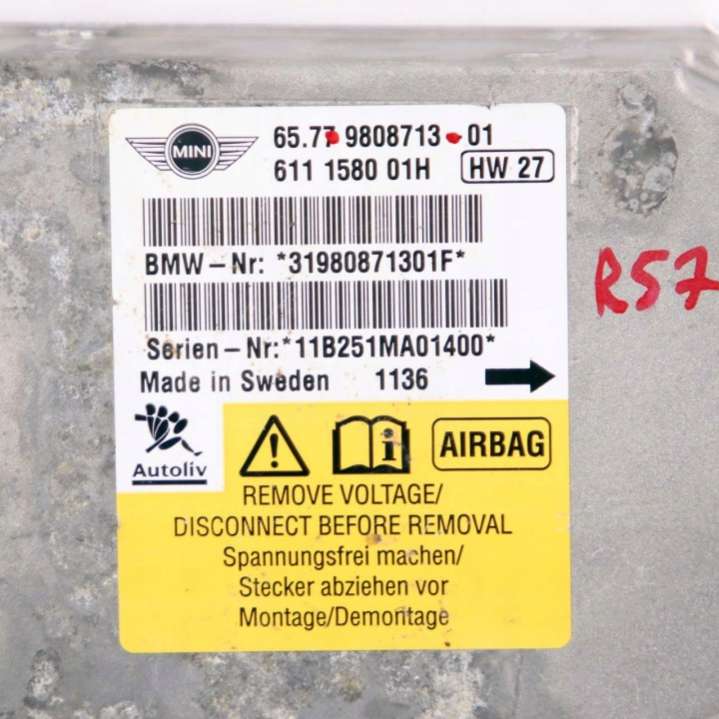 MINI
65.77 9808713 - 01
611 1580 01H HW 27
BMW-Nr: *31980871301F*
R57
Serien-Nr: *11B251MA01400*
Made in Sweden 1136
Autoliv
AIRBAG
REMOVE VOLTAGE/
DISCONNECT BEFORE REMOVAL
Spannungsfrei machen/
Stecker abziehen vor
Montage/Demontage